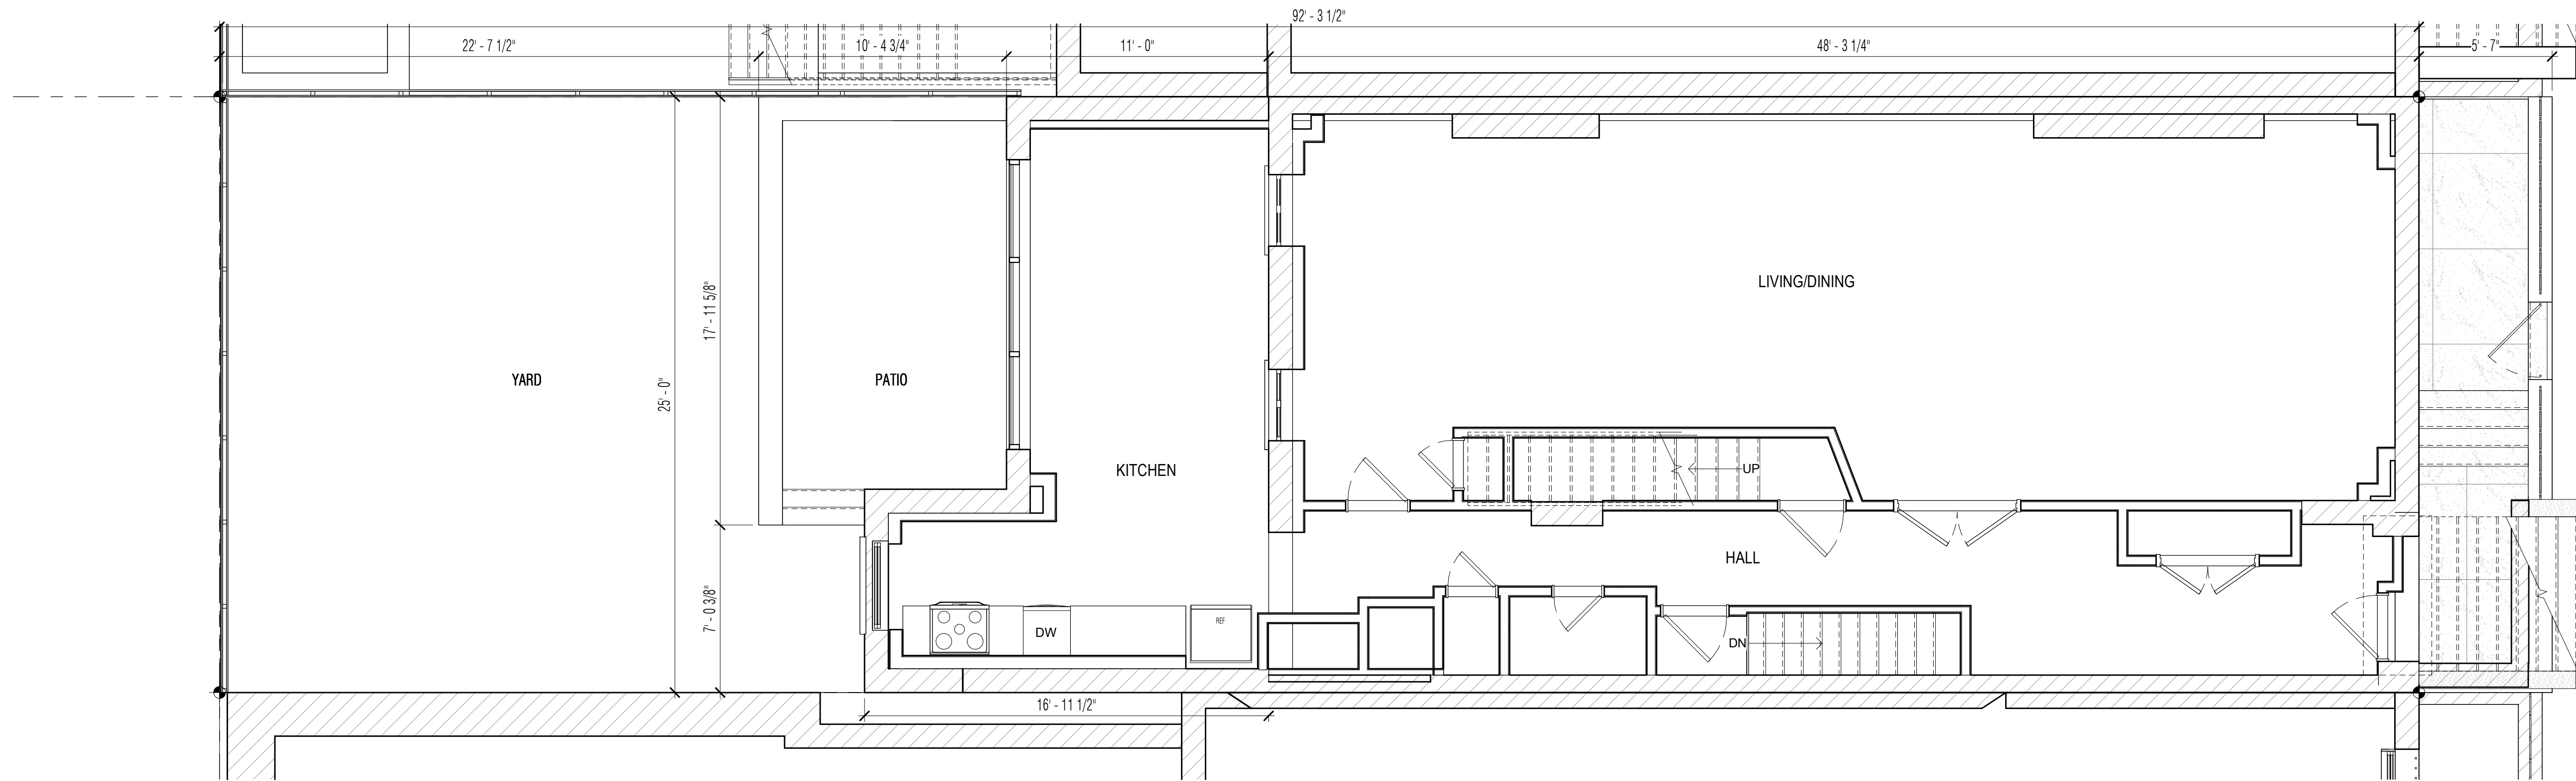 92' - 3 1/2"
22' - 7 1/2"
10' - 4 3/4"
11' - 0"
48' - 3 1/4"
5' - 7"
LIVING/DINING
17' - 11 5/8"
25' - 0"
YARD
PATIO
KITCHEN
UP
HALL
7' - 0 3/8"
REF
DW
DN
16' - 11 1/2"